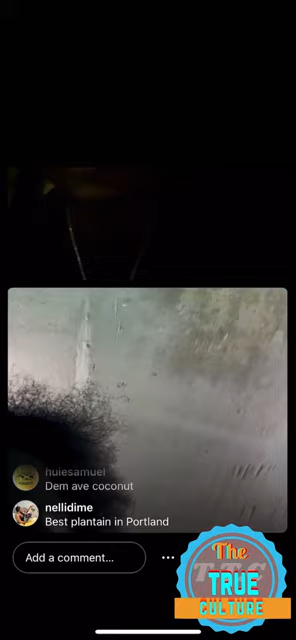 huiesamuel
Dem ave coconut
nellidime
Best plantain in Portland
Add a comment...
The
T.T.C
TRUE
CULTURE